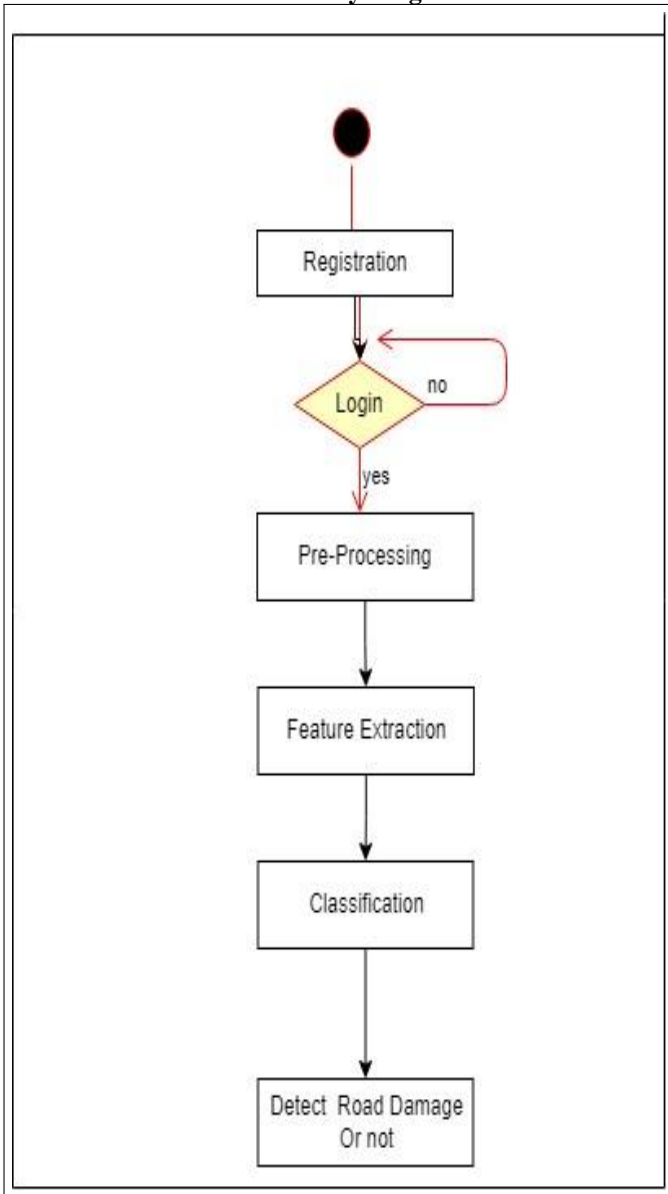 Registration
Login
no
yes
Pre-Processing
Feature Extraction
Classification
Detect Road Damage
Or not